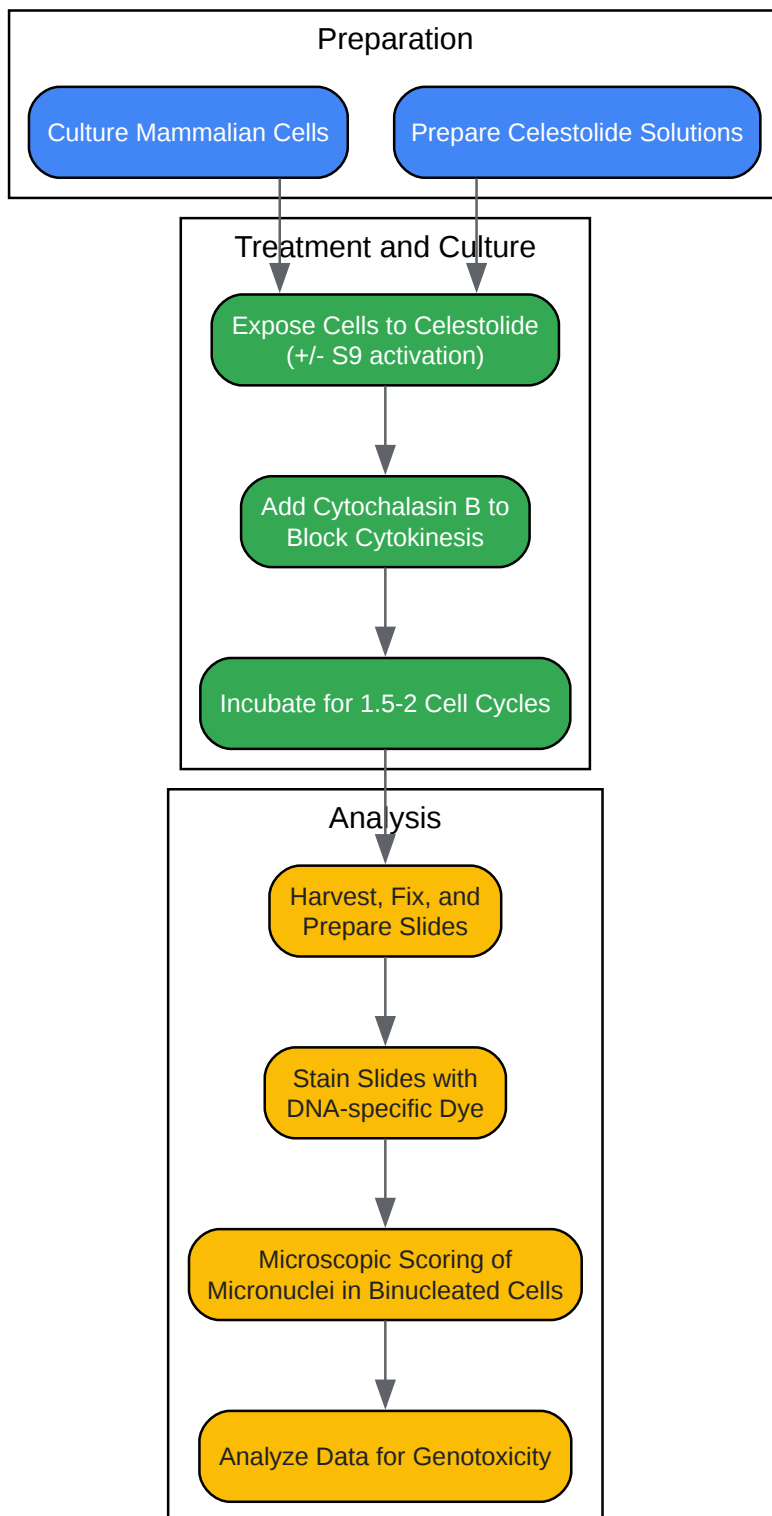 Preparation
Culture Mammalian Cells
Prepare Celestolide Solutions
Treatment and Culture
Expose Cells to Celestolide
(+/- S9 activation)
Add Cytochalasin B to
Block Cytokinesis
Incubate for 1.5-2 Cell Cycles
Analysis
Harvest, Fix, and
Prepare Slides
Stain Slides with
DNA-specific Dye
Microscopic Scoring of
Micronuclei in Binucleated Cells
Analyze Data for Genotoxicity